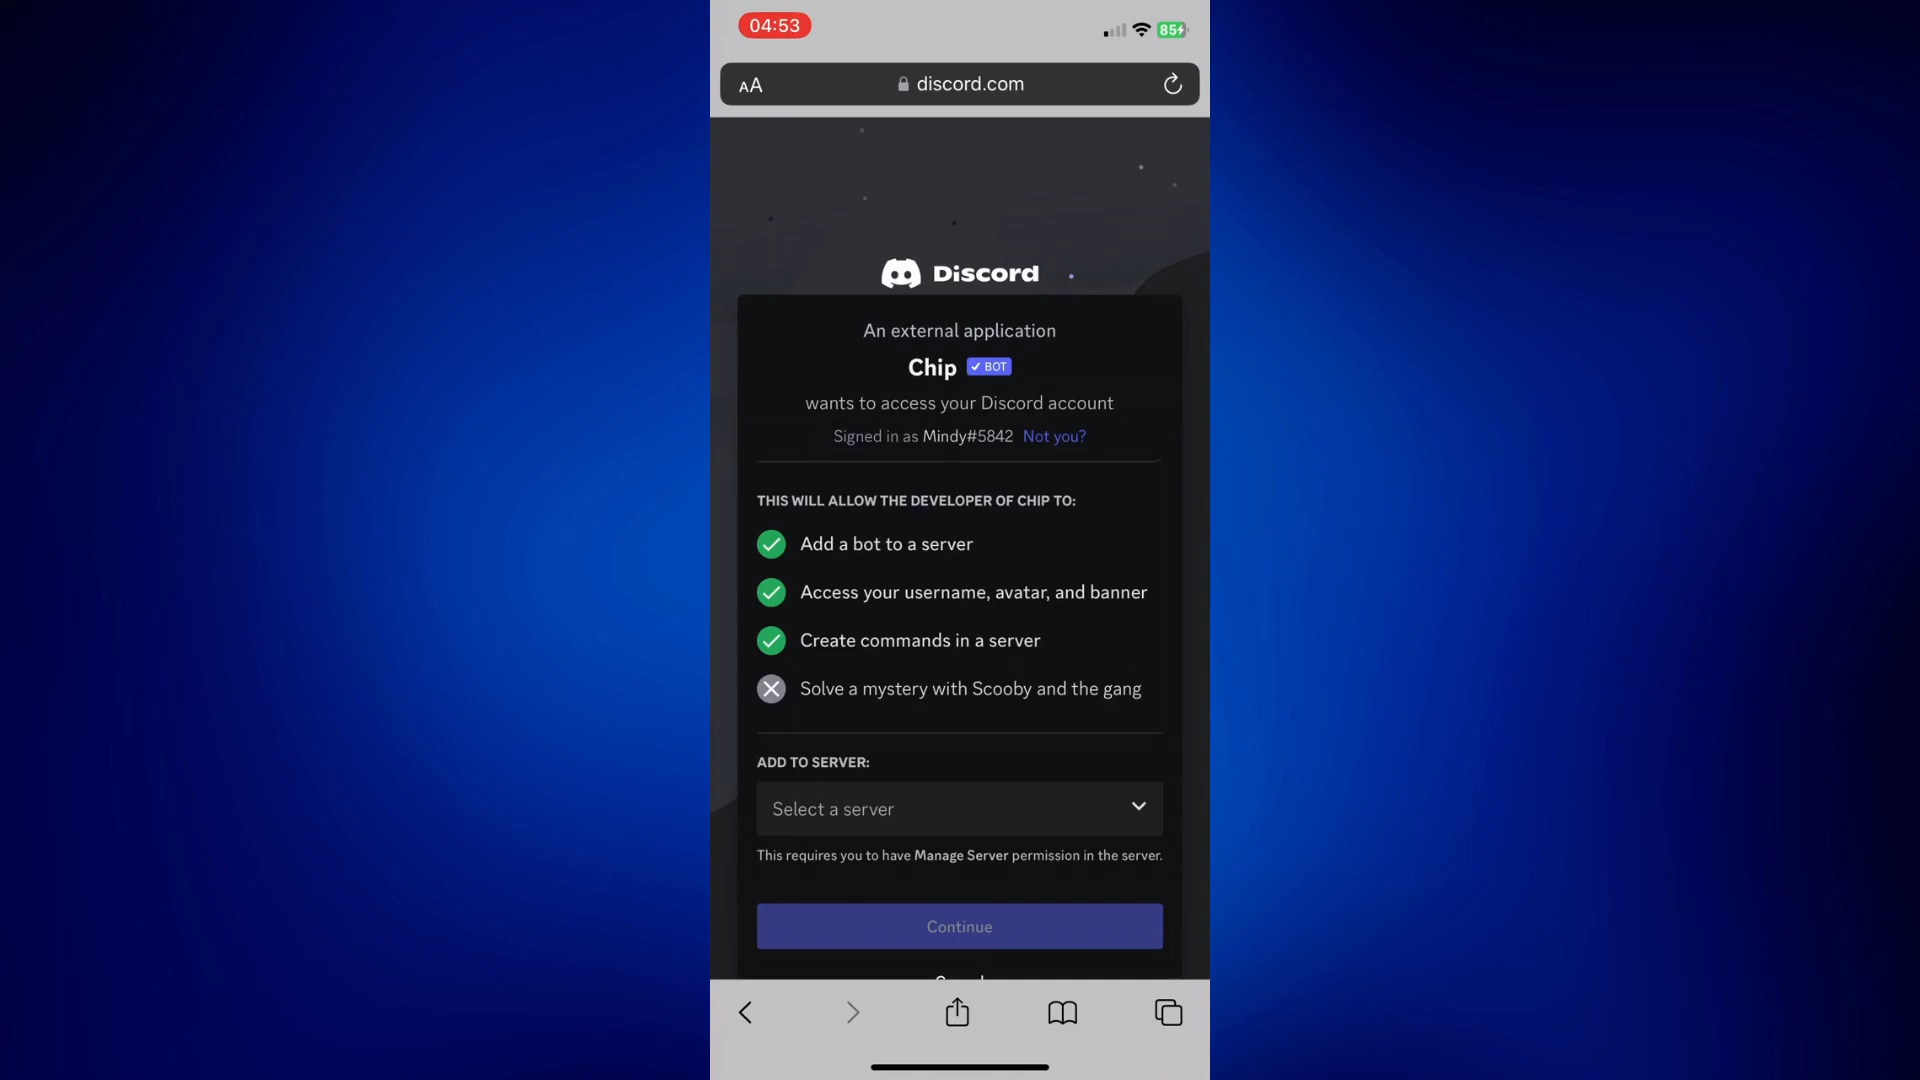 04:53
85
AA
discord.com
Discord
An external application
Chip
BOT
wants to access your Discord account
Signed in as Mindy#5842 Not you?
THIS WILL ALLOW THE DEVELOPER OF CHIP TO:
Add a bot to a server
Access your username, avatar, and banner
Create commands in a server
Solve a mystery with Scooby and the gang
ADD TO SERVER:
Select a server
This requires you to have Manage Server permission in the server.
Continue